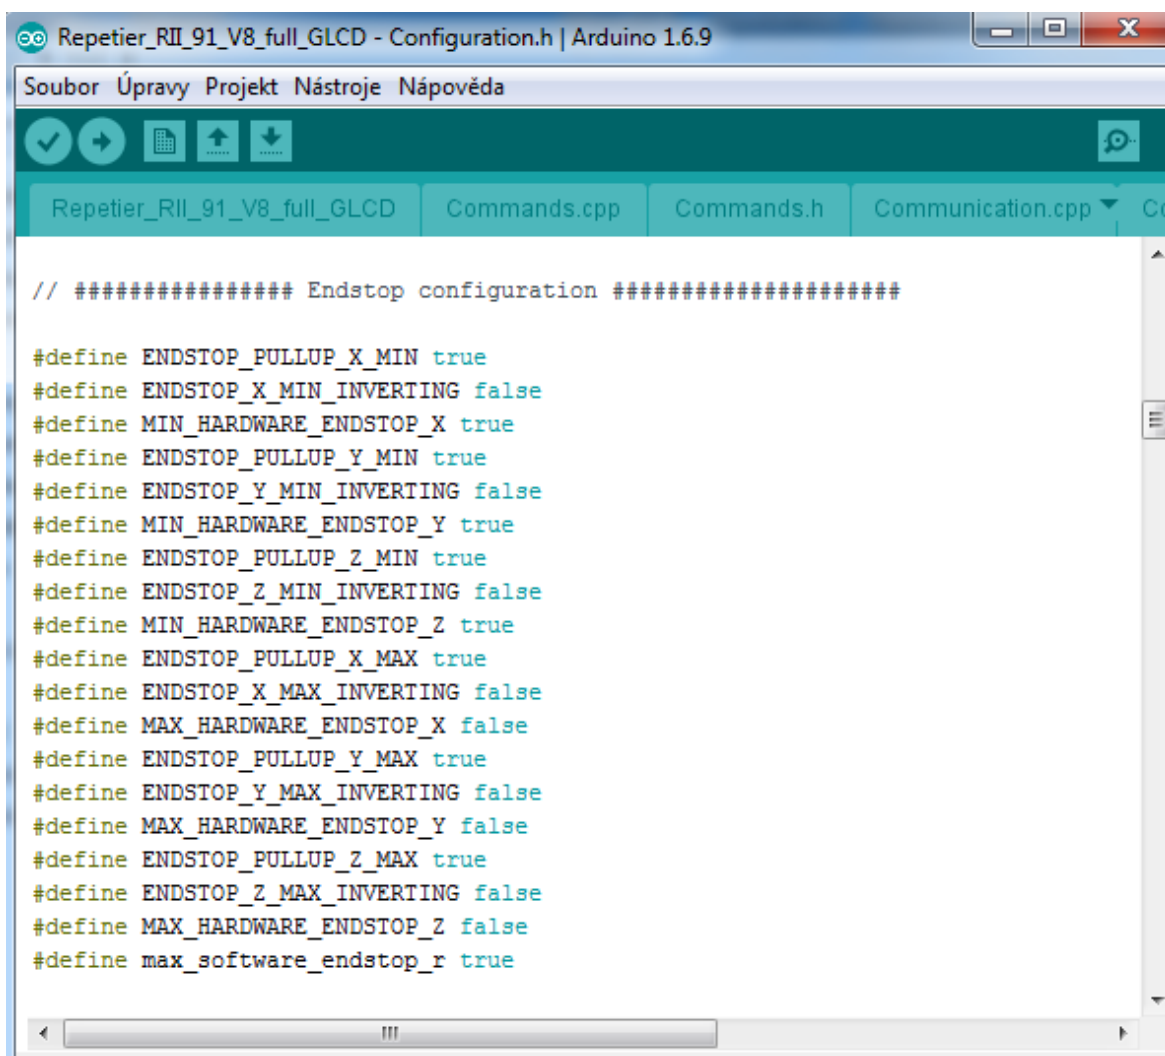 Repetier_RII_91_V8_full_GLCD - Configuration.h | Arduino 1.6.9
Soubor Úpravy Projekt Nástroje Nápověda
Repetier_RII_91_V8_full_GLCD Commands.cpp Commands.h Communication.cpp
// ################ Endstop configuration #####################
#define ENDSTOP_PULLUP_X_MIN true
#define ENDSTOP_X_MIN_INVERTING false
#define MIN_HARDWARE_ENDSTOP_X true
#define ENDSTOP_PULLUP_Y_MIN true
#define ENDSTOP_Y_MIN_INVERTING false
#define MIN_HARDWARE_ENDSTOP_Y true
#define ENDSTOP_PULLUP_Z_MIN true
#define ENDSTOP_Z_MIN_INVERTING false
#define MIN_HARDWARE_ENDSTOP_Z true
#define ENDSTOP_PULLUP_X_MAX true
#define ENDSTOP_X_MAX_INVERTING false
#define MAX_HARDWARE_ENDSTOP_X false
#define ENDSTOP_PULLUP_Y_MAX true
#define ENDSTOP_Y_MAX_INVERTING false
#define MAX_HARDWARE_ENDSTOP_Y false
#define ENDSTOP_PULLUP_Z_MAX true
#define ENDSTOP_Z_MAX_INVERTING false
#define MAX_HARDWARE_ENDSTOP_Z false
#define max_software_endstop_r true